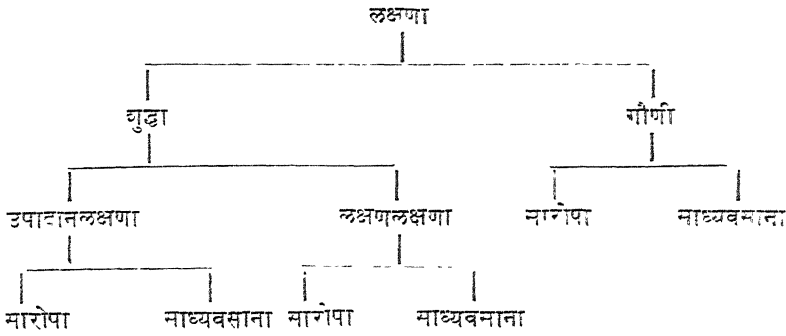 लक्षणा
शुद्धा गौणी
उपादानलक्षणा लक्षणलक्षणा सारोपा साध्यवसाना
सारोपा साध्यवसाना सारोपा साध्यवसाना